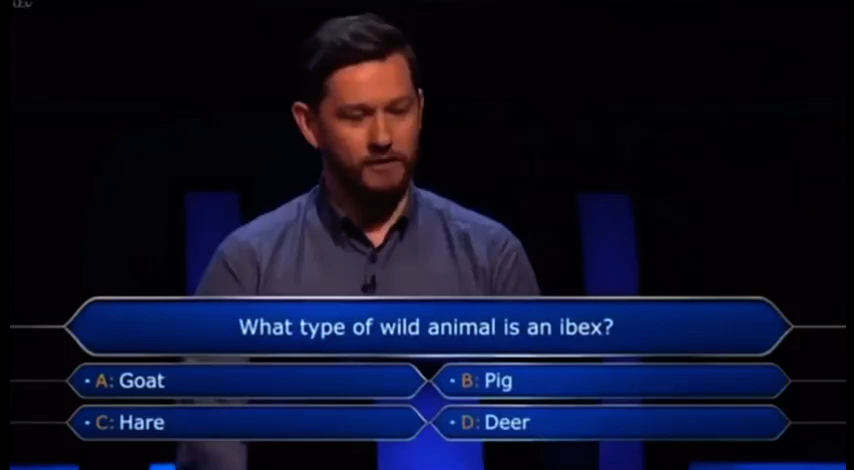 What type of wild animal is an ibex?
A: Goat
B: Pig
C: Hare
D: Deer